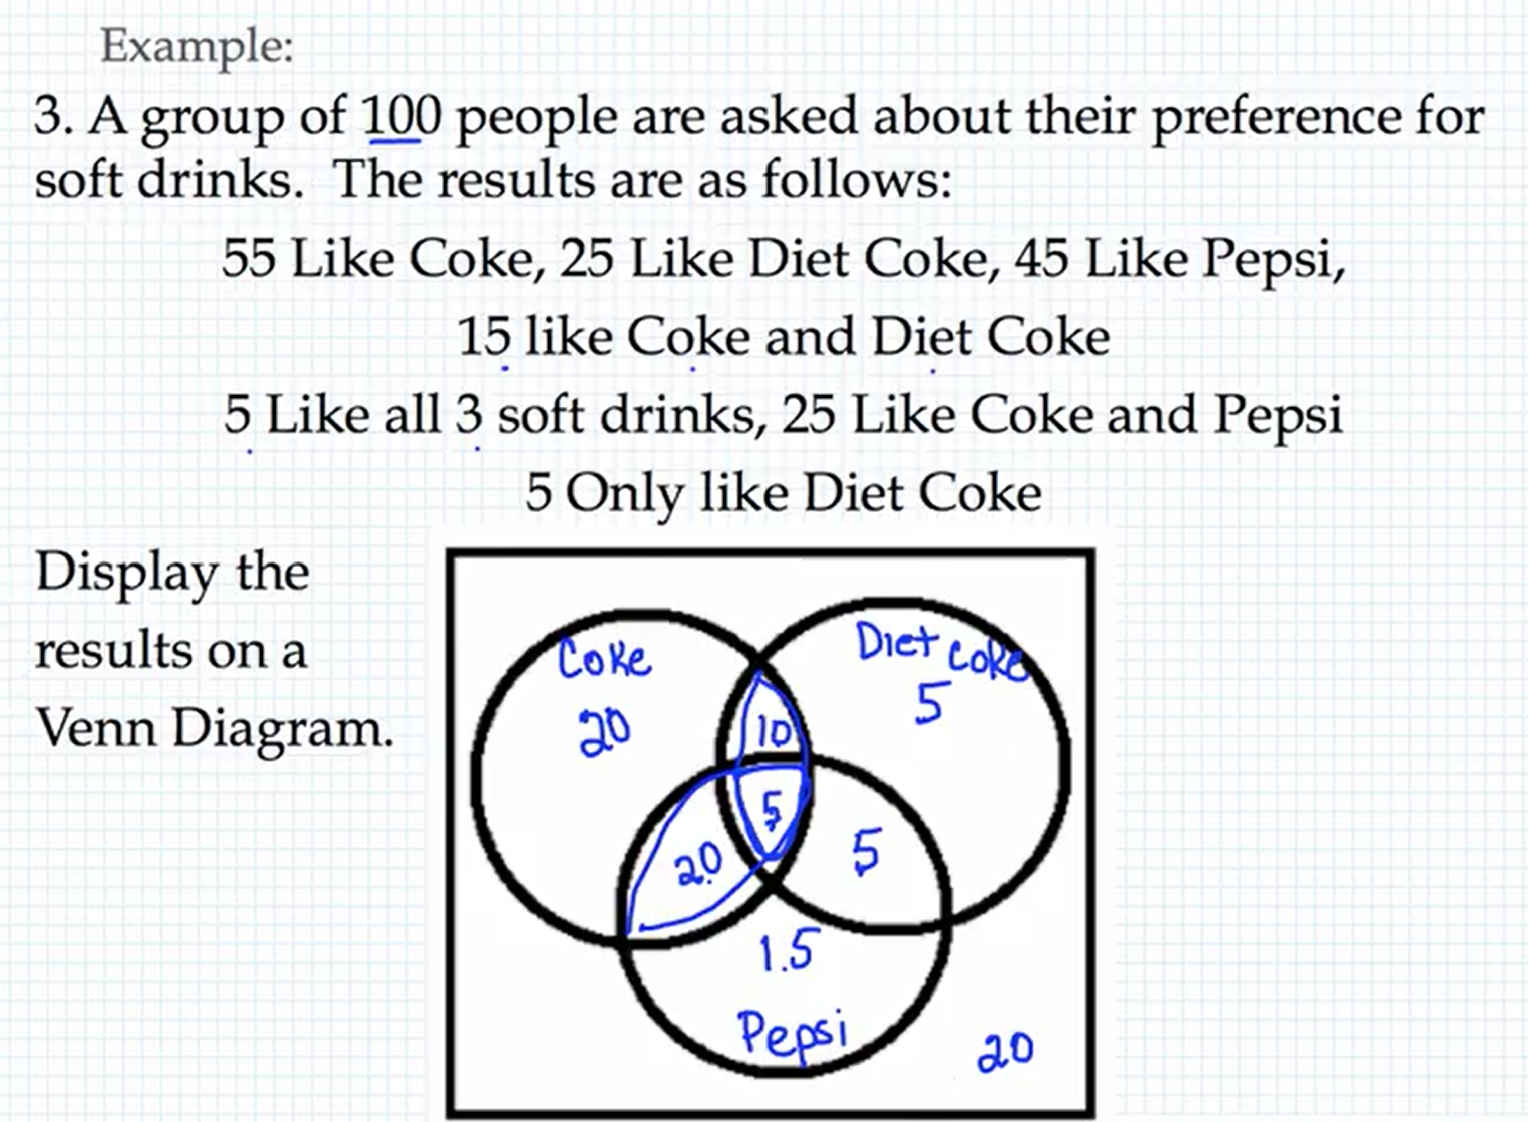 Example:
3. A group of 100 people are asked about their preference for
soft drinks. The results are as follows:
55 Like Coke, 25 Like Diet Coke, 45 Like Pepsi,
15 like Coke and Diet Coke
5 Like all 3 soft drinks, 25 Like Coke and Pepsi
5 Only like Diet Coke
Display the
results on a
Venn Diagram.
Coke
Diet Coke
20
10
5
5
20
5
1.5
Pepsi
20